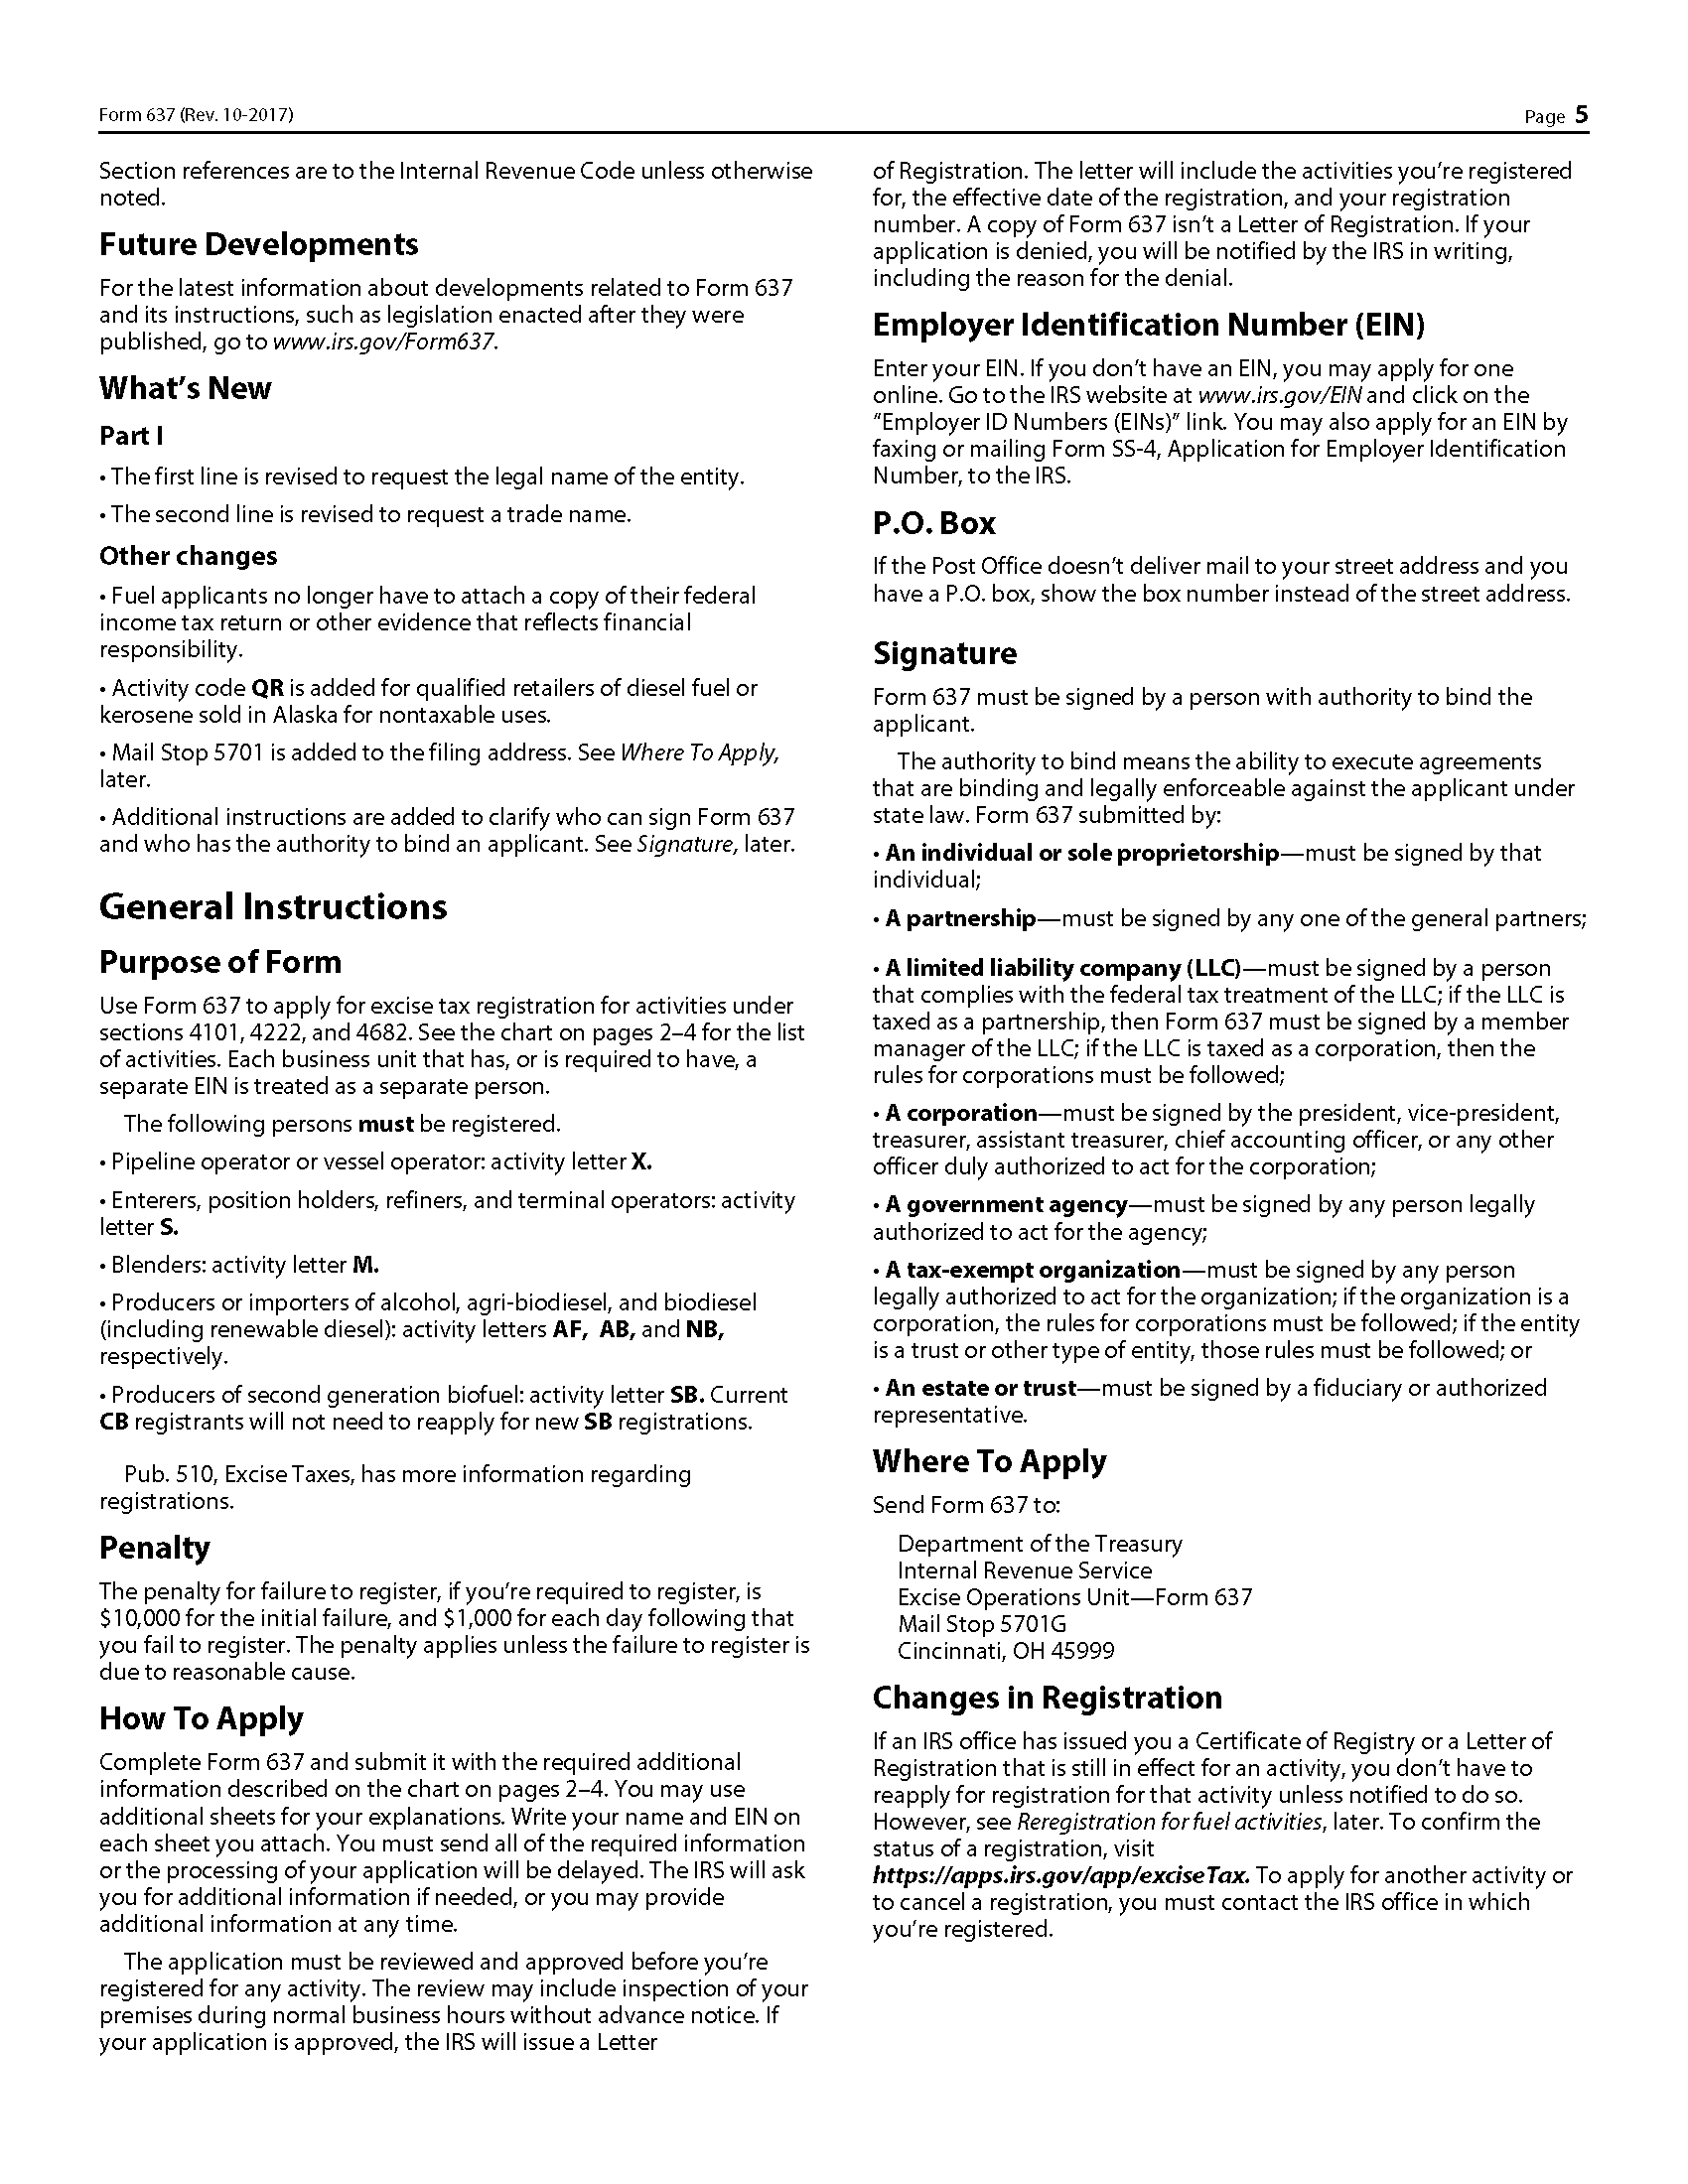 Form 637 (Rev. 10-2017)
Page 5
Section references are to the Internal Revenue Code unless otherwise
noted.
Future Developments
For the latest information about developments related to Form 637
and its instructions, such as legislation enacted after they were
published, go to www.irs.gov/Form637.
What’s New
Part I
• The first line is revised to request the legal name of the entity.
• The second line is revised to request a trade name.
Other changes
• Fuel applicants no longer have to attach a copy of their federal
income tax return or other evidence that reflects financial
responsibility.
• Activity code QR is added for qualified retailers of diesel fuel or
kerosene sold in Alaska for nontaxable uses.
• Mail Stop 5701 is added to the filing address. See Where To Apply,
later.
• Additional instructions are added to clarify who can sign Form 637
and who has the authority to bind an applicant. See Signature, later.
General Instructions
Purpose of Form
Use Form 637 to apply for excise tax registration for activities under
sections 4101, 4222, and 4682. See the chart on pages 2–4 for the list
of activities. Each business unit that has, or is required to have, a
separate EIN is treated as a separate person.
The following persons must be registered.
• Pipeline operator or vessel operator: activity letter X.
• Enterers, position holders, refiners, and terminal operators: activity
letter S.
• Blenders: activity letter M.
• Producers or importers of alcohol, agri-biodiesel, and biodiesel
(including renewable diesel): activity letters AF, AB, and NB,
respectively.
• Producers of second generation biofuel: activity letter SB. Current
CB registrants will not need to reapply for new SB registrations.
Pub. 510, Excise Taxes, has more information regarding
registrations.
Penalty
The penalty for failure to register, if you’re required to register, is
$10,000 for the initial failure, and $1,000 for each day following that
you fail to register. The penalty applies unless the failure to register is
due to reasonable cause.
How To Apply
Complete Form 637 and submit it with the required additional
information described on the chart on pages 2–4. You may use
additional sheets for your explanations. Write your name and EIN on
each sheet you attach. You must send all of the required information
or the processing of your application will be delayed. The IRS will ask
you for additional information if needed, or you may provide
additional information at any time.
The application must be reviewed and approved before you’re
registered for any activity. The review may include inspection of your
premises during normal business hours without advance notice. If
your application is approved, the IRS will issue a Letter
of Registration. The letter will include the activities you’re registered
for, the effective date of the registration, and your registration
number. A copy of Form 637 isn’t a Letter of Registration. If your
application is denied, you will be notified by the IRS in writing,
including the reason for the denial.
Employer Identification Number (EIN)
Enter your EIN. If you don’t have an EIN, you may apply for one
online. Go to the IRS website at www.irs.gov/EIN and click on the
“Employer ID Numbers (EINs)” link. You may also apply for an EIN by
faxing or mailing Form SS-4, Application for Employer Identification
Number, to the IRS.
P.O. Box
If the Post Office doesn’t deliver mail to your street address and you
have a P.O. box, show the box number instead of the street address.
Signature
Form 637 must be signed by a person with authority to bind the
applicant.
The authority to bind means the ability to execute agreements
that are binding and legally enforceable against the applicant under
state law. Form 637 submitted by:
• An individual or sole proprietorship—must be signed by that
individual;
• A partnership—must be signed by any one of the general partners;
• A limited liability company (LLC)—must be signed by a person
that complies with the federal tax treatment of the LLC; if the LLC is
taxed as a partnership, then Form 637 must be signed by a member
manager of the LLC; if the LLC is taxed as a corporation, then the
rules for corporations must be followed;
• A corporation—must be signed by the president, vice-president,
treasurer, assistant treasurer, chief accounting officer, or any other
officer duly authorized to act for the corporation;
• A government agency—must be signed by any person legally
authorized to act for the agency;
• A tax-exempt organization—must be signed by any person
legally authorized to act for the organization; if the organization is a
corporation, the rules for corporations must be followed; if the entity
is a trust or other type of entity, those rules must be followed; or
• An estate or trust—must be signed by a fiduciary or authorized
representative.
Where To Apply
Send Form 637 to:
Department of the Treasury
Internal Revenue Service
Excise Operations Unit—Form 637
Mail Stop 5701G
Cincinnati, OH 45999
Changes in Registration
If an IRS office has issued you a Certificate of Registry or a Letter of
Registration that is still in effect for an activity, you don’t have to
reapply for registration for that activity unless notified to do so.
However, see Reregistration for fuel activities, later. To confirm the
status of a registration, visit
https://apps.irs.gov/app/exciseTax. To apply for another activity or
to cancel a registration, you must contact the IRS office in which
you’re registered.